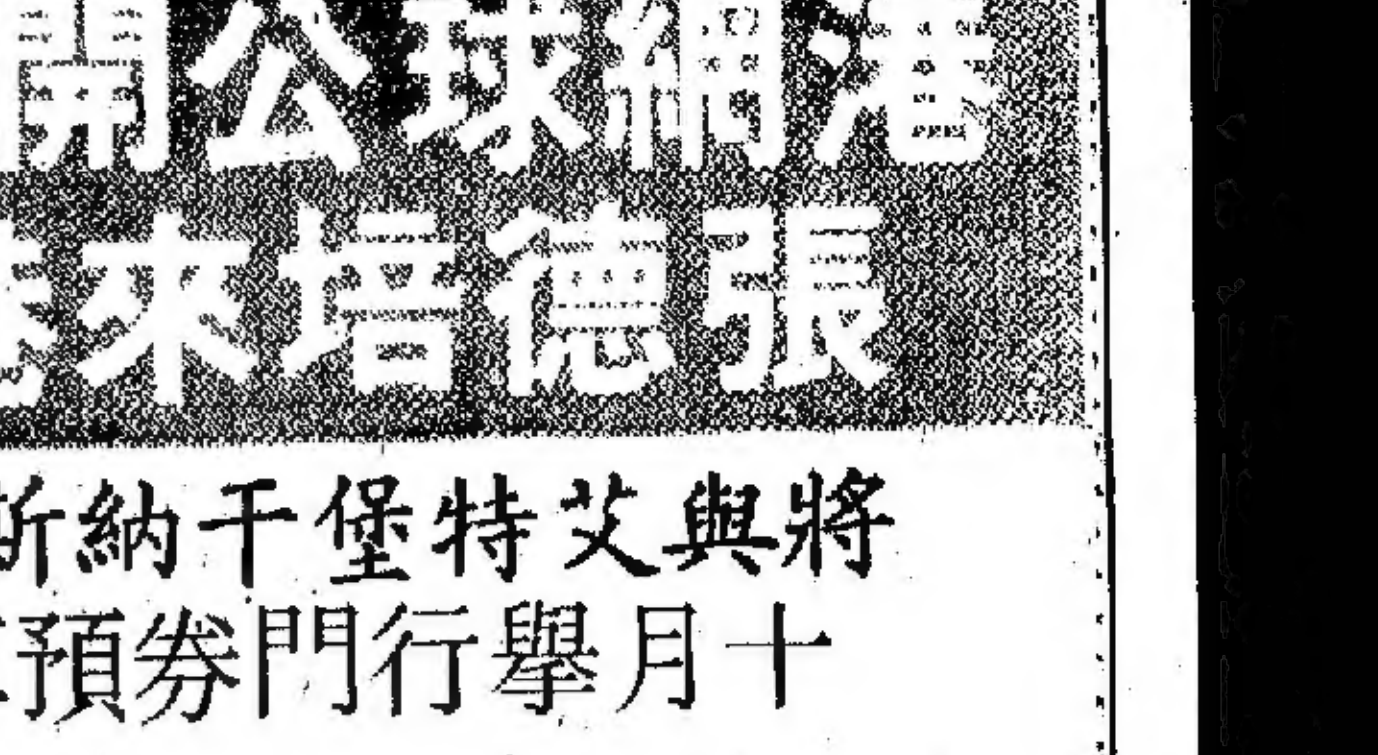 港網球公開
張德培來
將與艾特堡干納斯
十月舉行門券預